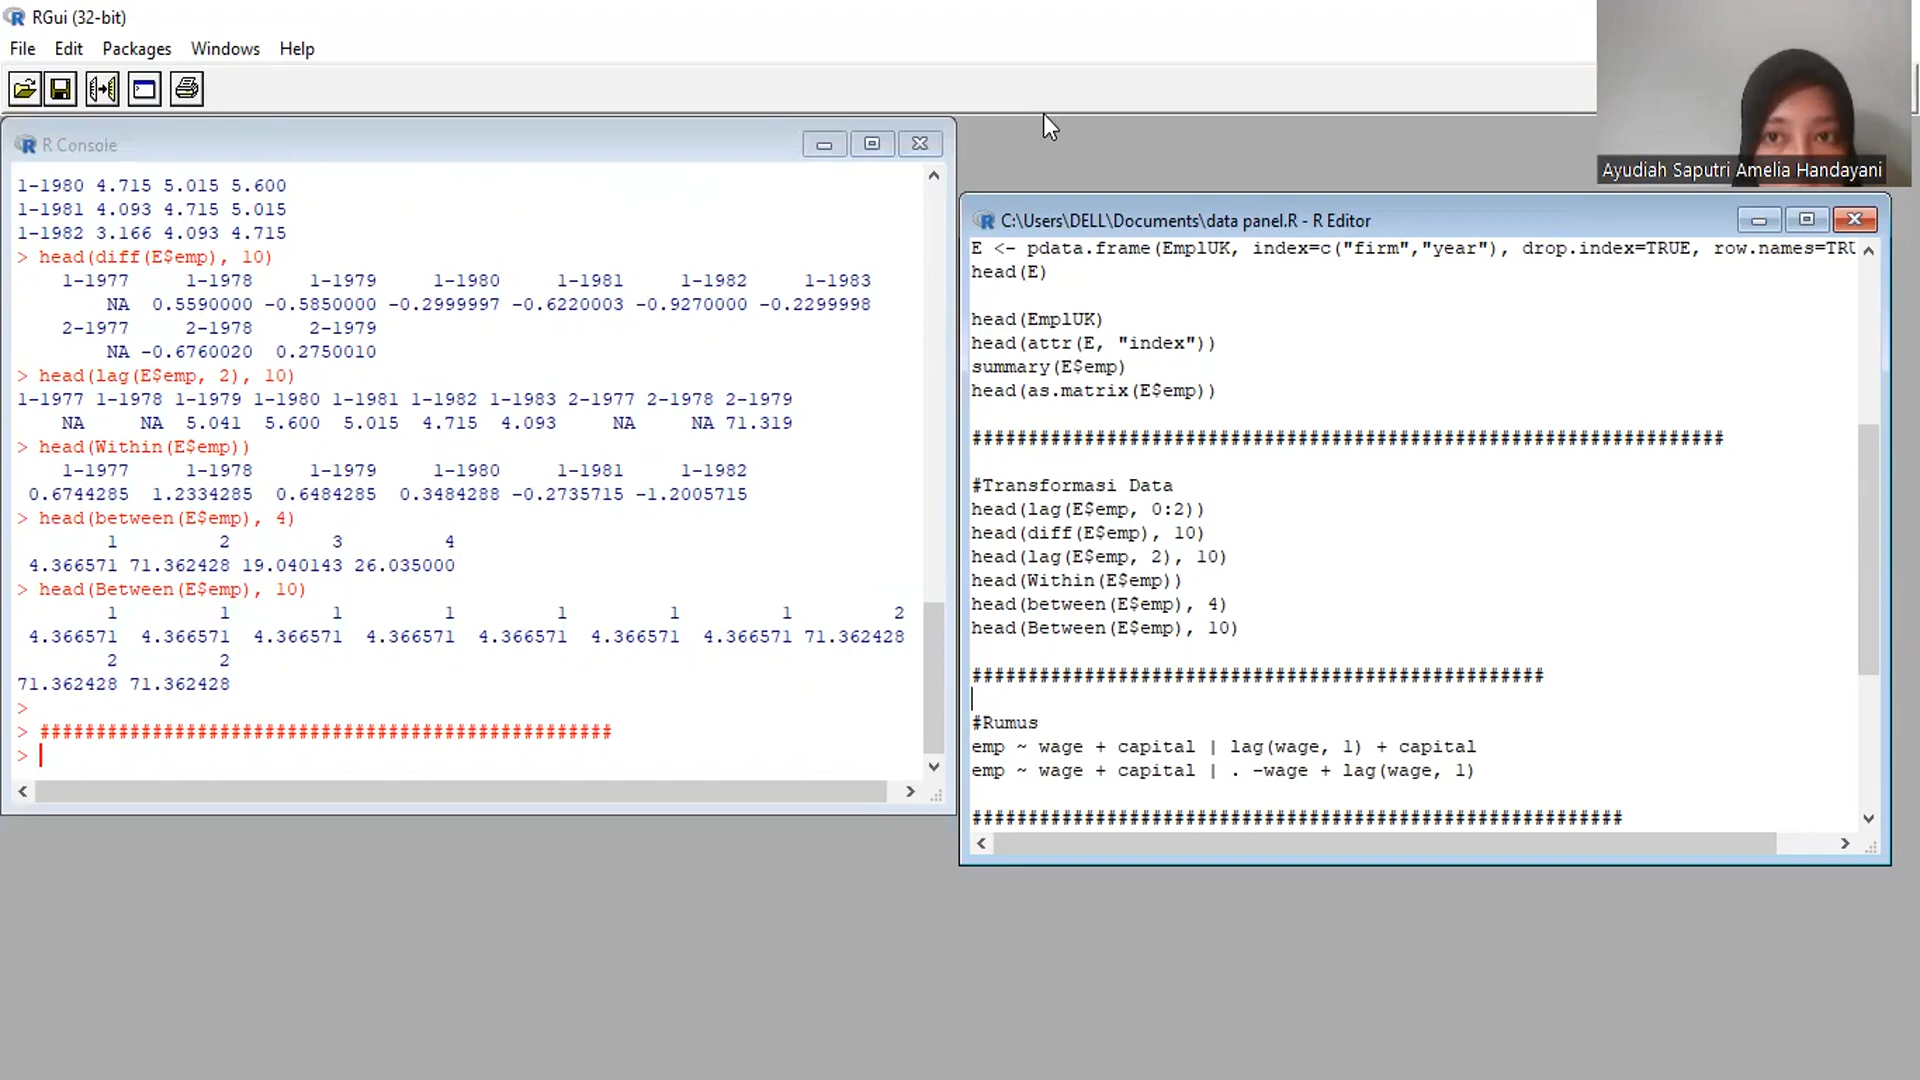 RGui (32-bit)
File Edit Packages Windows Help
Ayudiah Saputri Amelia Handayani
R Console
1-1980 4.715 5.015 5.600
1-1981 4.093 4.715 5.015
1-1982 3.166 4.093 4.715
> head(diff(E$emp), 10)
1-1977 1-1978 1-1979 1-1980 1-1981 1-1982 1-1983
NA 0.5590000 -0.5850000 -0.2999997 -0.6220003 -0.9270000 -0.2299998
2-1977 2-1978 2-1979
NA -0.6760020 0.2750010
> head(lag(E$emp, 2), 10)
1-1977 1-1978 1-1979 1-1980 1-1981 1-1982 1-1983 2-1977 2-1978 2-1979
NA NA 5.041 5.600 5.015 4.715 4.093 NA NA 71.319
> head(Within(E$emp))
1-1977 1-1978 1-1979 1-1980 1-1981 1-1982
0.6744285 1.2334285 0.6484285 0.3484288 -0.2735715 -1.2005715
> head(between(E$emp), 4)
1 2 3 4
4.366571 71.362428 19.040143 26.035000
> head(Between(E$emp), 10)
1 1 1 1 1 1 1 2
4.366571 4.366571 4.366571 4.366571 4.366571 4.366571 4.366571 71.362428
2 2
71.362428 71.362428
>
> ###################################################
>
C:\Users\DELL\Documents\data panel.R - R Editor
E <- pdata.frame(EmplUK, index=c("firm","year"), drop.index=TRUE, row.names=TRU
head(E)
head(EmplUK)
head(attr(E, "index"))
summary(E$emp)
head(as.matrix(E$emp))
###################################################################
#Transformasi Data
head(lag(E$emp, 0:2))
head(diff(E$emp), 10)
head(lag(E$emp, 2), 10)
head(Within(E$emp))
head(between(E$emp), 4)
head(Between(E$emp), 10)
###################################################
#Rumus
emp ~ wage + capital | lag(wage, 1) + capital
emp ~ wage + capital | . -wage + lag(wage, 1)
##########################################################